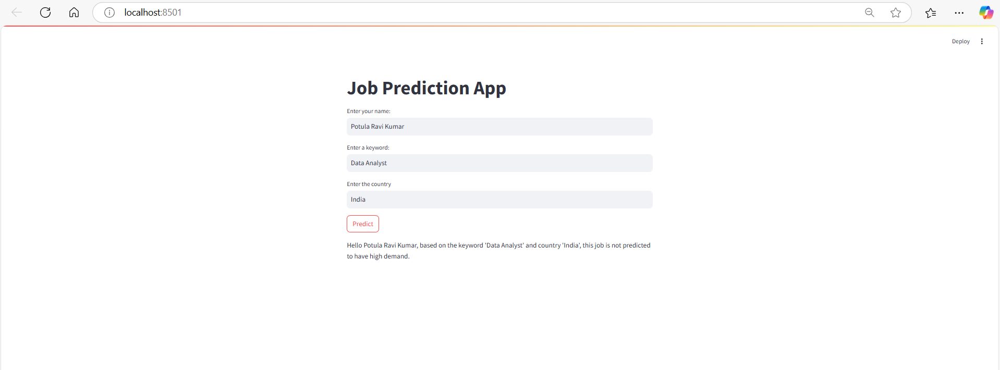 localhost:8501
Deploy
Job Prediction App
Enter your name:
Potula Ravi Kumar
Enter a keyword:
Data Analyst
Enter the country
India
Predict
Hello Potula Ravi Kumar, based on the keyword 'Data Analyst' and country 'India', this job is not predicted
to have high demand.